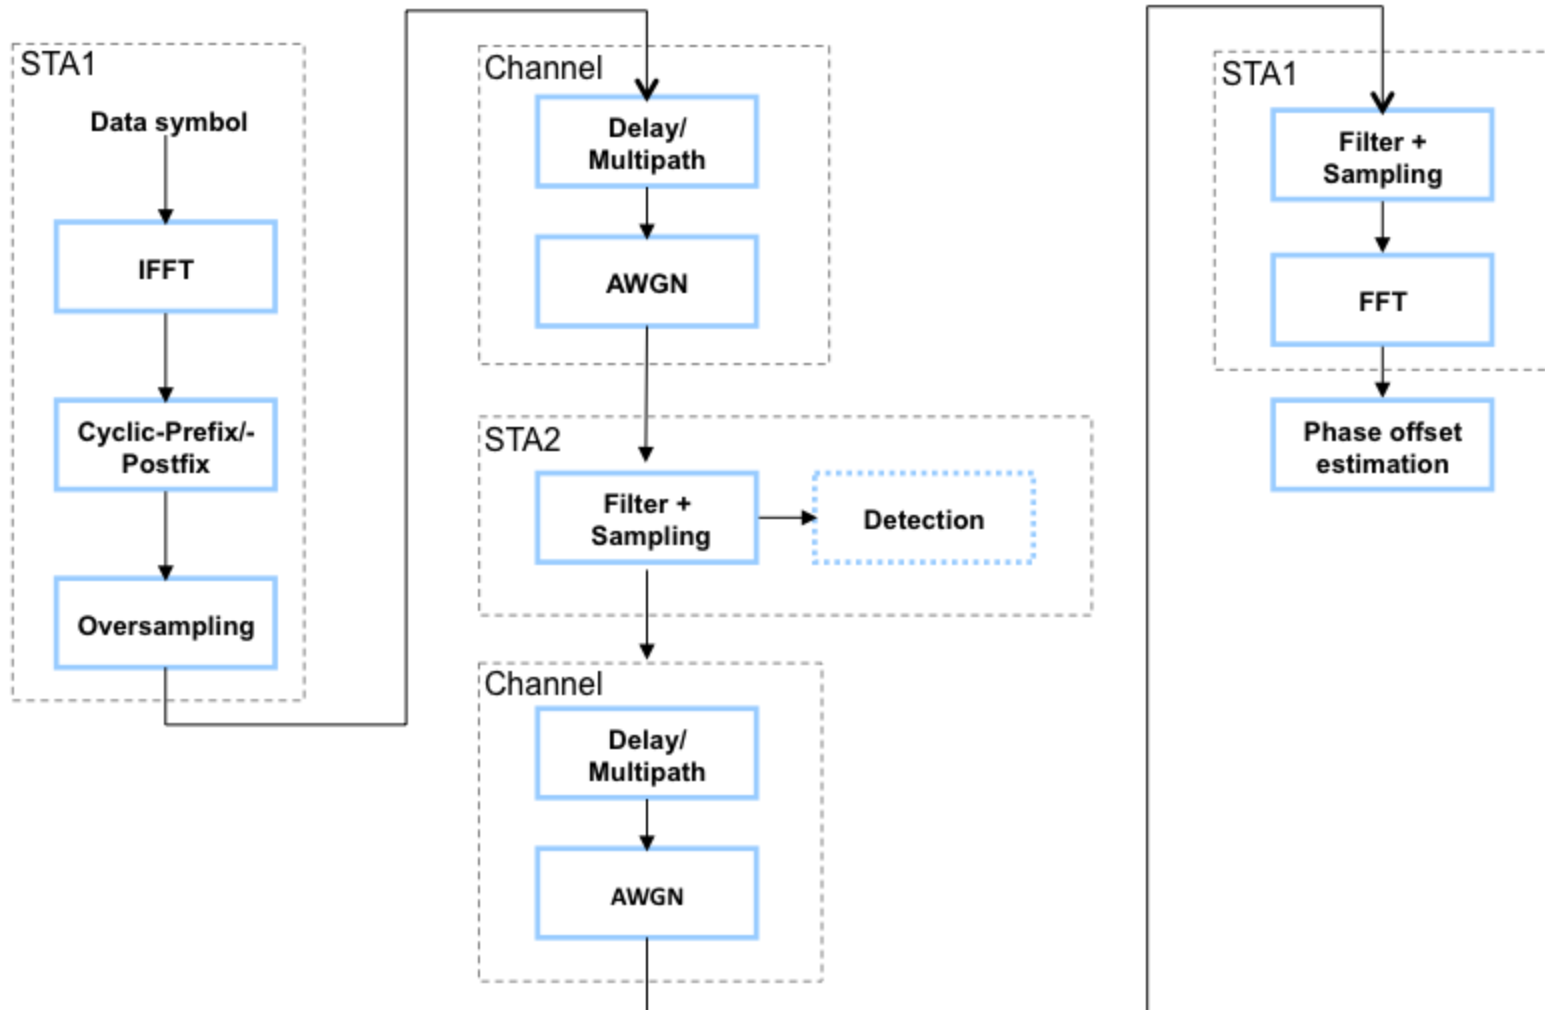 STA1
Data symbol
IFFT
Cyclic-Prefix/-
Postfix
Oversampling
Channel
Delay/
Multipath
AWGN
STA2
Filter +
Sampling
Detection
Channel
Delay/
Multipath
AWGN
STA1
Filter +
Sampling
FFT
Phase offset
estimation